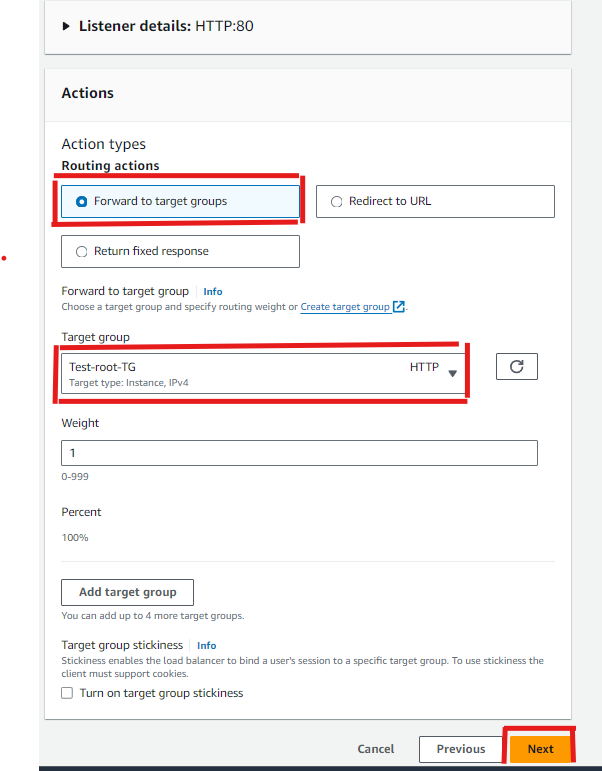 Listener details: HTTP:80
Actions
Action types
Routing actions
Forward to target groups
Redirect to URL
Return fixed response
Forward to target group Info
Choose a target group and specify routing weight or Create target group.
Target group
Test-root-TG HTTP
Target type: Instance, IPv4
Weight
1
0-999
Percent
100%
Add target group
You can add up to 4 more target groups.
Target group stickiness Info
Stickiness enables the load balancer to bind a user's session to a specific target group. To use stickiness the
client must support cookies.
Turn on target group stickiness
Cancel Previous Next